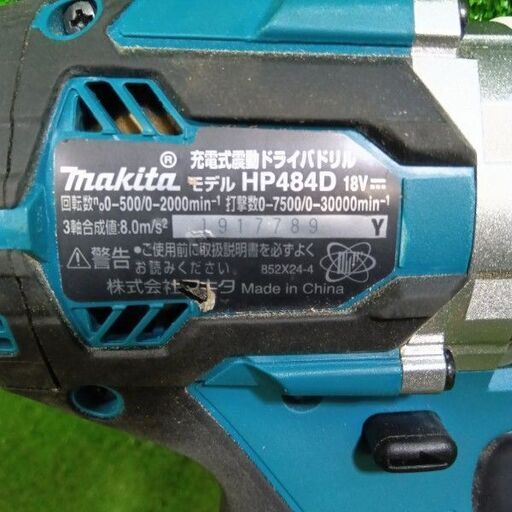 充電式震動ドライバドリル
makita® モデル HP484D 18V⎓
回転数n₀0-500/0-2000min⁻¹ 打撃数0-7500/0-30000min⁻¹
3軸合成値:8.0m/s² 1917789 Y
⚠警告 •ご使用前に取扱説明書を必ずよく
お読みください。
852X24-4
株式会社マキタ Made in China